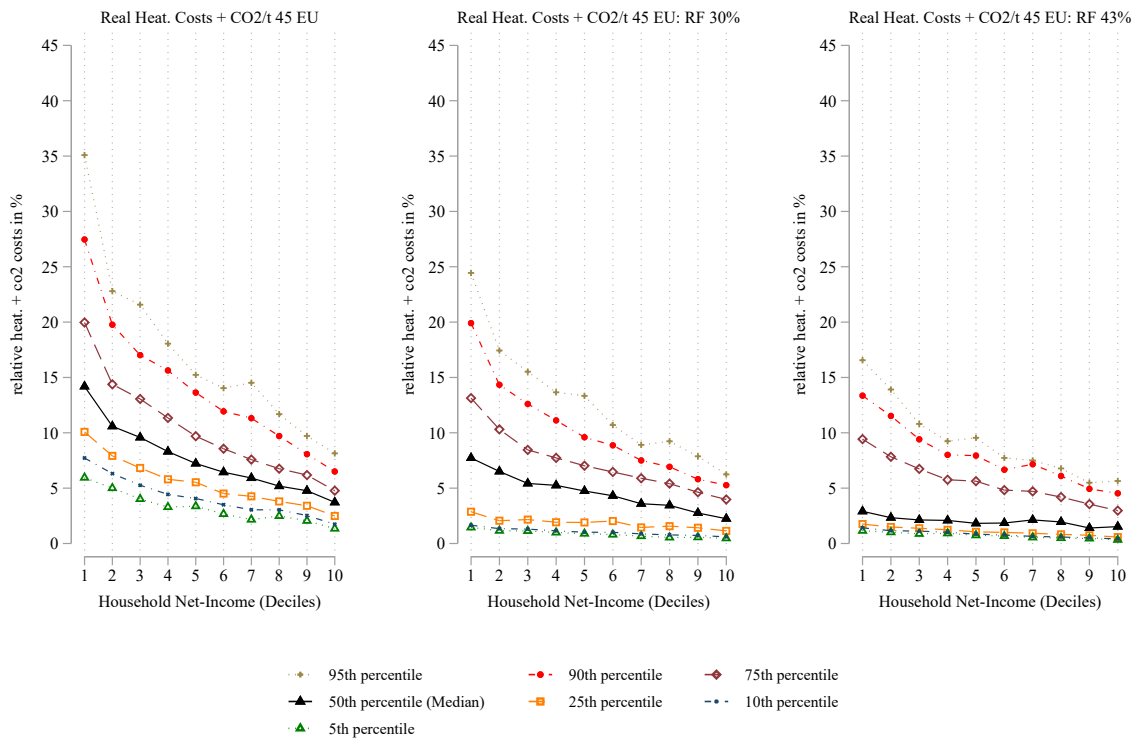 Real Heat. Costs + CO2/t 45 EU
Real Heat. Costs + CO2/t 45 EU: RF 30%
Real Heat. Costs + CO2/t 45 EU: RF 43%
relative heat. + co2 costs in %
45
40
35
30
25
20
15
10
5
0
1 2 3 4 5 6 7 8 9 10
Household Net-Income (Deciles)
relative heat. + co2 costs in %
45
40
35
30
25
20
15
10
5
0
1 2 3 4 5 6 7 8 9 10
Household Net-Income (Deciles)
relative heat. + co2 costs in %
45
40
35
30
25
20
15
10
5
0
1 2 3 4 5 6 7 8 9 10
Household Net-Income (Deciles)
95th percentile 90th percentile 75th percentile
50th percentile (Median) 25th percentile 10th percentile
5th percentile